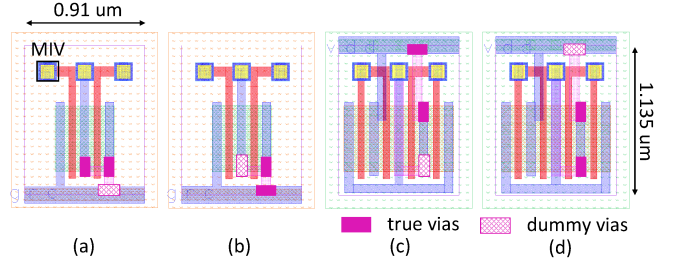 0.91 um
MIV
v d d
v d d
1.135 um
g
g
true vias
dummy vias
(a)
(b)
(c)
(d)